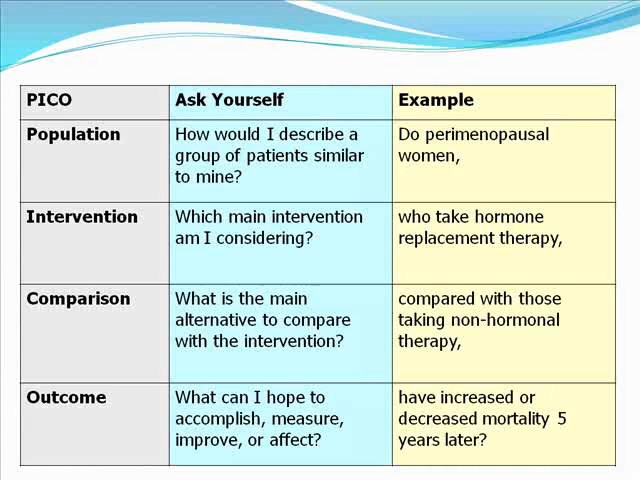 PICO
Ask Yourself
Example
Population
How would I describe a
group of patients similar
to mine?
Do perimenopausal
women,
Intervention
Which main intervention
am I considering?
who take hormone
replacement therapy,
Comparison
What is the main
alternative to compare
with the intervention?
compared with those
taking non-hormonal
therapy,
Outcome
What can I hope to
accomplish, measure,
improve, or affect?
have increased or
decreased mortality 5
years later?